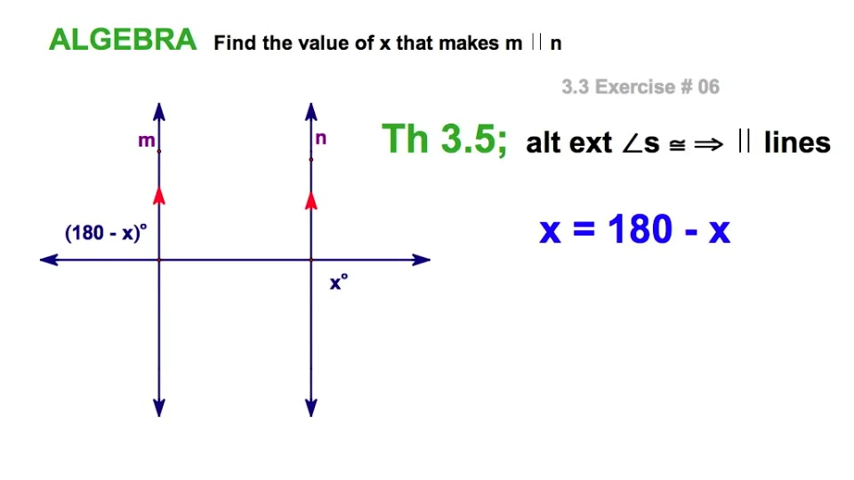 ALGEBRA Find the value of x that makes m || n
3.3 Exercise # 06
m
n
Th 3.5; alt ext ∠s ≅ ⇒ || lines
(180 - x)°
x = 180 - x
x°